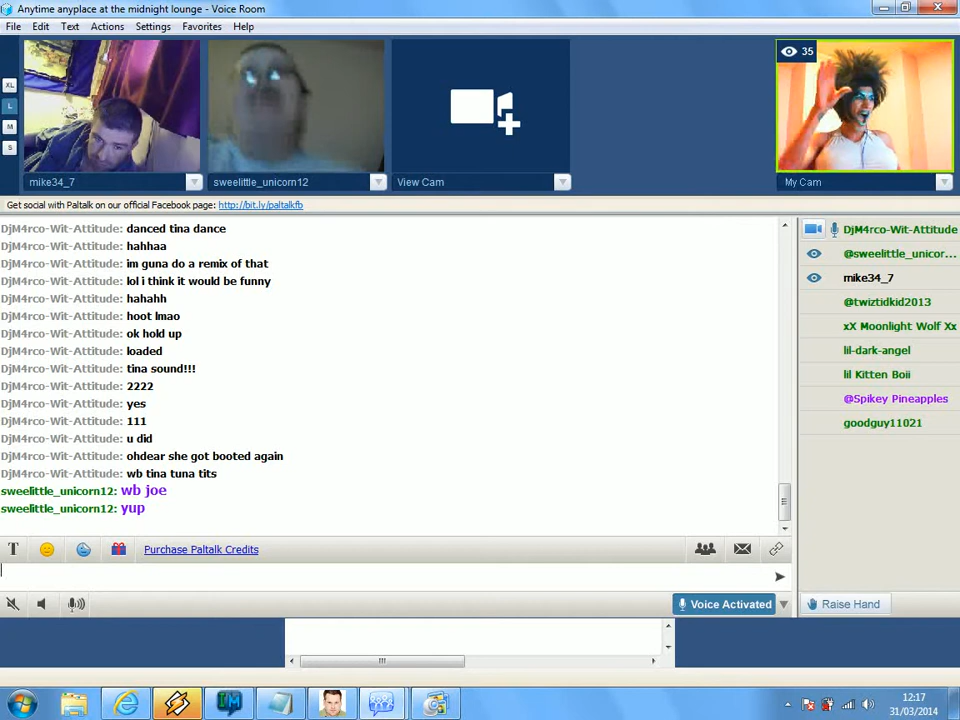 Anytime anyplace at the midnight lounge - Voice Room
File Edit Text Actions Settings Favorites Help
XL
L
M
S
35
mike34_7
sweelittle_unicorn12
View Cam
My Cam
Get social with Paltalk on our official Facebook page: http://bit.ly/paltalkfb
DjM4rco-Wit-Attitude: danced tina dance
DjM4rco-Wit-Attitude: hahhaa
DjM4rco-Wit-Attitude: im guna do a remix of that
DjM4rco-Wit-Attitude: lol i think it would be funny
DjM4rco-Wit-Attitude: hahahh
DjM4rco-Wit-Attitude: hoot lmao
DjM4rco-Wit-Attitude: ok hold up
DjM4rco-Wit-Attitude: loaded
DjM4rco-Wit-Attitude: tina sound!!!
DjM4rco-Wit-Attitude: 2222
DjM4rco-Wit-Attitude: yes
DjM4rco-Wit-Attitude: 111
DjM4rco-Wit-Attitude: u did
DjM4rco-Wit-Attitude: ohdear she got booted again
DjM4rco-Wit-Attitude: wb tina tuna tits
sweelittle_unicorn12: wb joe
sweelittle_unicorn12: yup
DjM4rco-Wit-Attitude
@sweelittle_unicor...
mike34_7
@twiztidkid2013
xX Moonlight Wolf Xx
lil-dark-angel
lil Kitten Boii
@Spikey Pineapples
goodguy11021
T Purchase Paltalk Credits
Voice Activated
Raise Hand
IM
12:17
31/03/2014